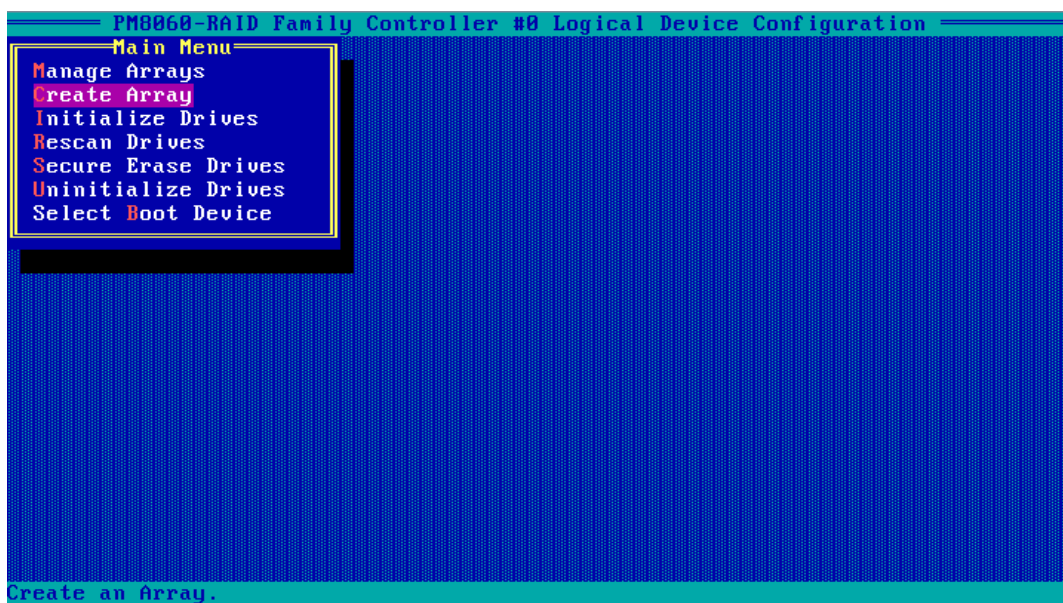 PM8060-RAID Family Controller #0 Logical Device Configuration
Main Menu
Manage Arrays
Create Array
Initialize Drives
Rescan Drives
Secure Erase Drives
Uninitialize Drives
Select Boot Device
Create an Array.